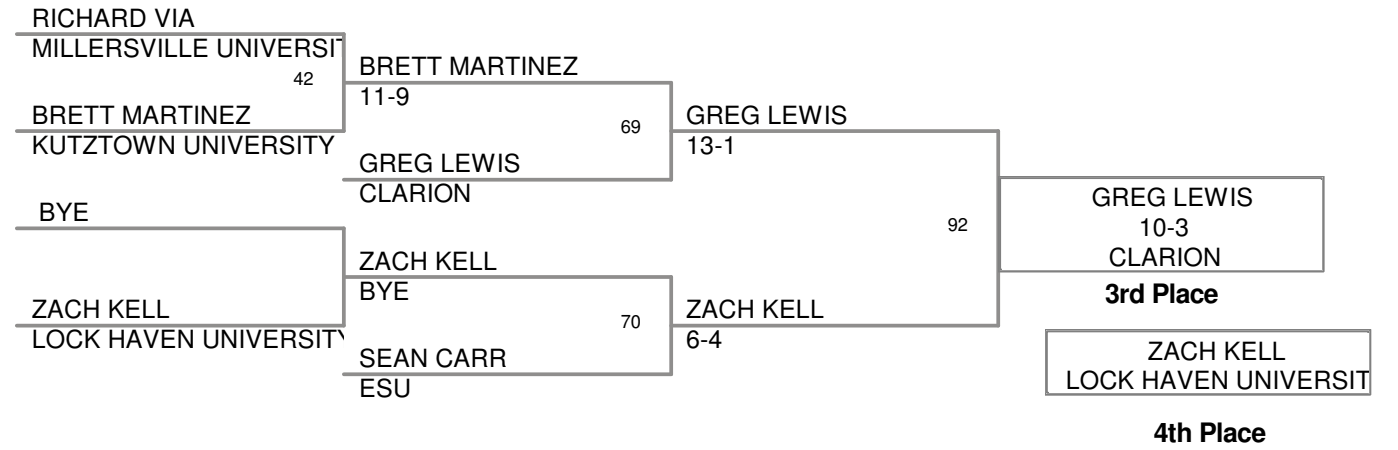 RICHARD VIA
MILLERSVILLE UNIVERSIT
42
BRETT MARTINEZ
KUTZTOWN UNIVERSITY
BYE
ZACH KELL
LOCK HAVEN UNIVERSITY
BRETT MARTINEZ
11-9
69
GREG LEWIS
CLARION
ZACH KELL
BYE
70
SEAN CARR
ESU
GREG LEWIS
13-1
92
ZACH KELL
6-4
GREG LEWIS
10-3
CLARION
3rd Place
ZACH KELL
LOCK HAVEN UNIVERSIT
4th Place